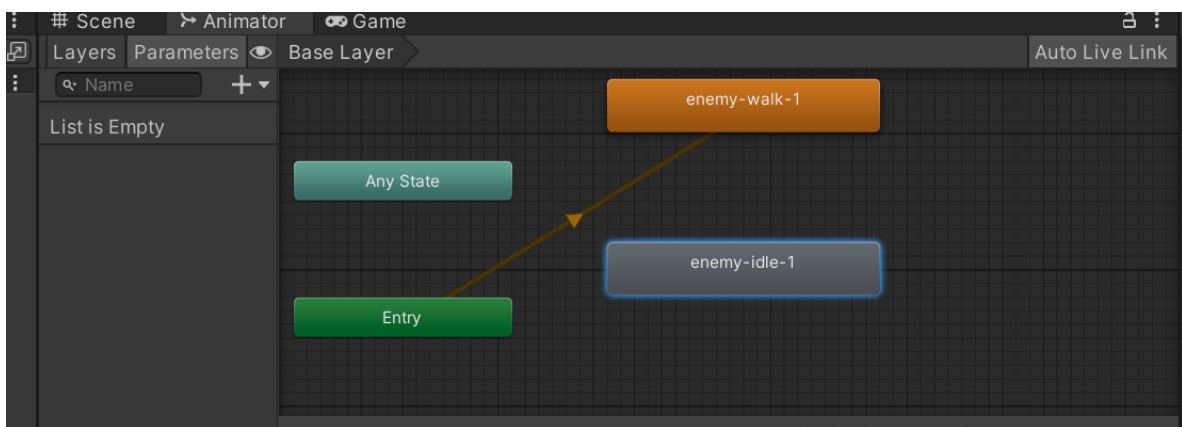 Scene Animator Game
Layers Parameters Base Layer Auto Live Link
Name
List is Empty
enemy-walk-1
Any State
enemy-idle-1
Entry